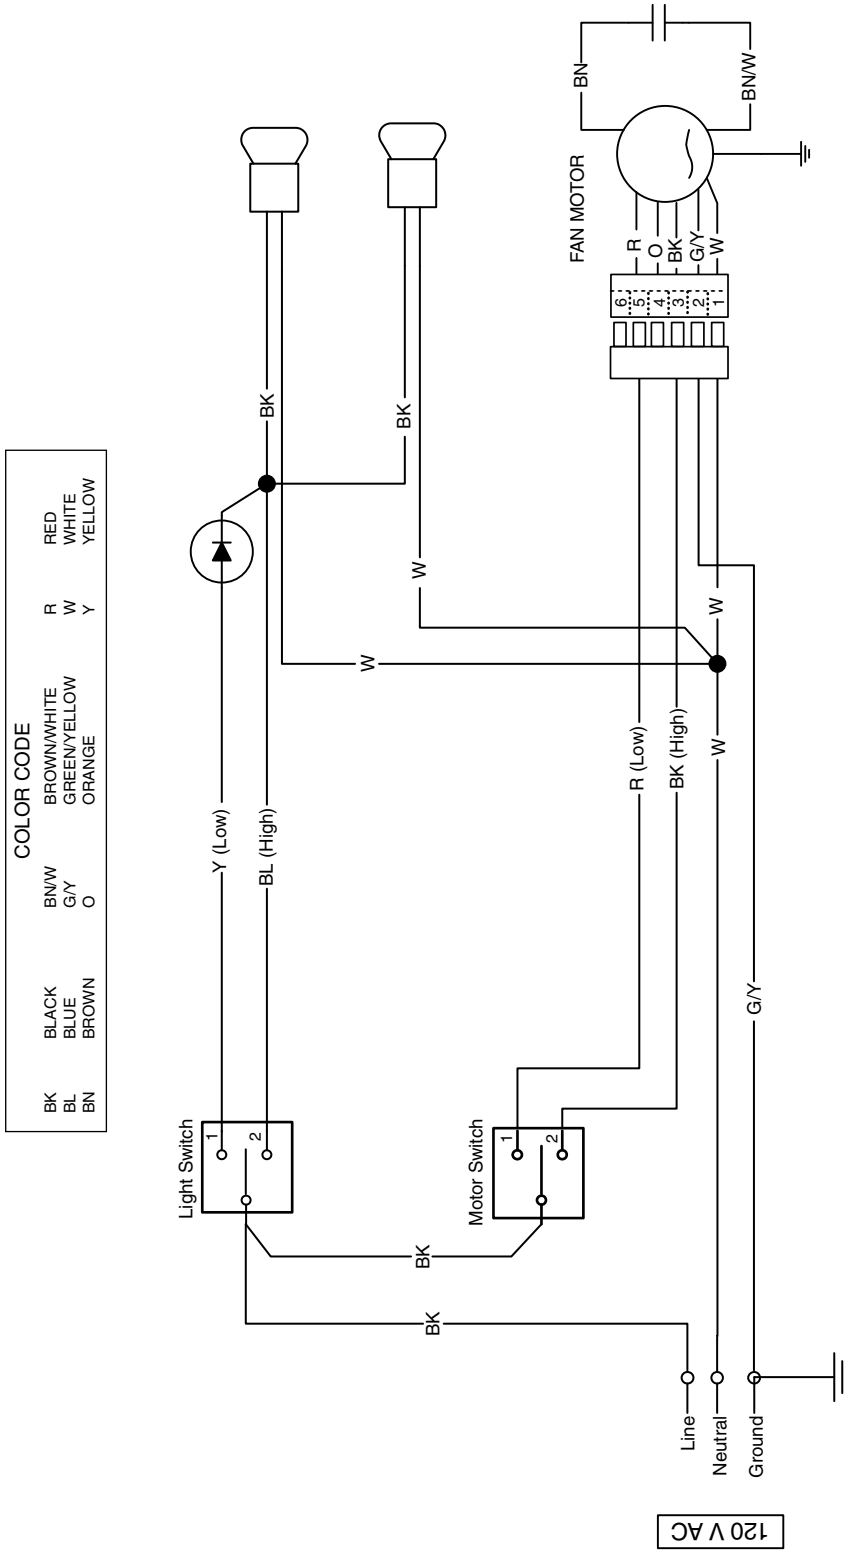 COLOR CODE
BK BLACK BN/W BROWN/WHITE R RED
BL BLUE G/Y GREEN/YELLOW W WHITE
BN BROWN O ORANGE Y YELLOW
Light Switch
1
2
Y (Low)
BL (High)
BK
BK
W
W
BK
BK
Motor Switch
1
2
R (Low)
BK (High)
W
W
G/Y
6
5
4
3
2
1
R
O
BK
G/Y
W
FAN MOTOR
BN
BN/W
Line
Neutral
Ground
120 V AC